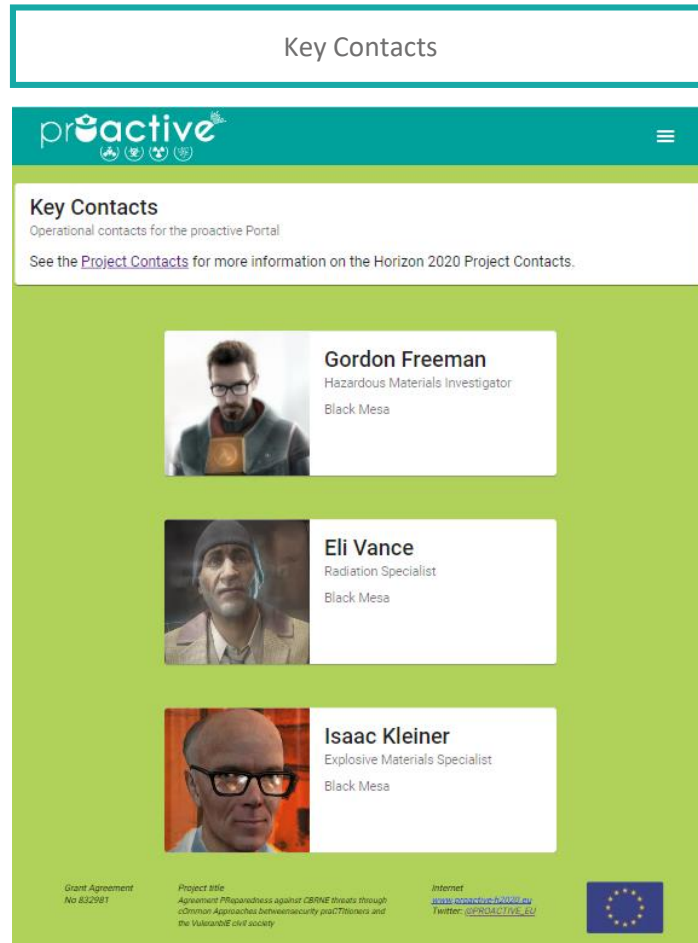 Key Contacts
proactive
Key Contacts
Operational contacts for the proactive Portal
See the Project Contacts for more information on the Horizon 2020 Project Contacts.
Gordon Freeman
Hazardous Materials Investigator
Black Mesa
Eli Vance
Radiation Specialist
Black Mesa
Isaac Kleiner
Explosive Materials Specialist
Black Mesa
Grant Agreement
No 832981
Project title
Agreement PReparedness against CBRNE threats through
cOmmon Approaches betweensecurity praCTitioners and
the VuleranblE civil society
Internet
www.proactive-h2020.eu
Twitter: @PROACTIVE_EU